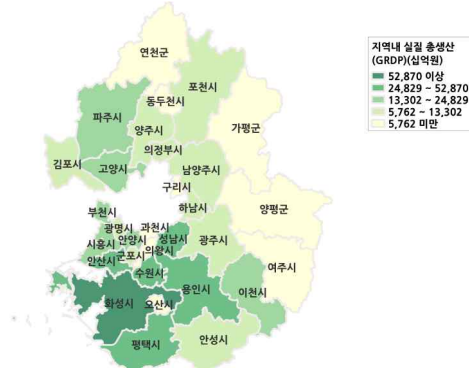 지역내 실질 총생산
(GRDP)(십억원)
52,870 이상
24,829 ~ 52,870
13,302 ~ 24,829
5,762 ~ 13,302
5,762 미만
연천군
포천시
동두천시
파주시
양주시
가평군
의정부시
김포시
고양시
남양주시
구리시
하남시
양평군
부천시
광명시
과천시
시흥시
안양시
성남시
광주시
군포시
의왕시
안산시
수원시
여주시
용인시
이천시
화성시
오산시
평택시
안성시